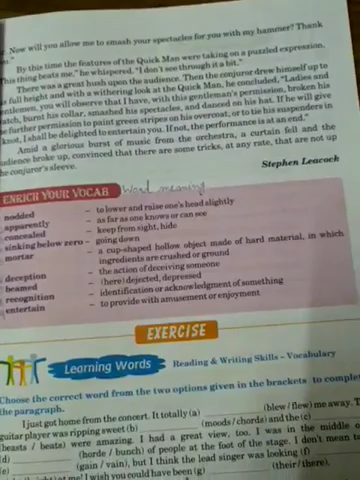 Now will you allow me to smash your spectacles for you with my hammer? Thank
By this time the features of the Quick Man were taking on a puzzled expression.
"This thing beats me," he whispered. "I don't see through it a bit."
There was a great hush upon the audience. Then the conjuror drew himself up to
full height and with a withering look at the Quick Man, he concluded, "Ladies and
gentlemen, you will observe that I have, with this gentleman's permission, broken his
watch, burnt his collar, smashed his spectacles, and danced on his hat. If he will give
further permission to paint green stripes on his overcoat, or to tie his suspenders in
knot, I shall be delighted to entertain you. If not, the performance is at an end."
Amid a glorious burst of music from the orchestra, a curtain fell and the
audience broke up, convinced that there are some tricks, at any rate, that are not up
the conjuror's sleeve.
Stephen Leacock
ENRICH YOUR VOCAB Word meaning
nodded – to lower and raise one's head slightly
apparently – as far as one knows or can see
concealed – keep from sight, hide
sinking below zero – going down
mortar – a cup-shaped hollow object made of hard material, in which
ingredients are crushed or ground
deception – the action of deceiving someone
beamed – (here) dejected, depressed
recognition – identification or acknowledgment of something
entertain – to provide with amusement or enjoyment
EXERCISE
Learning Words Reading & Writing Skills – Vocabulary
Choose the correct word from the two options given in the brackets to complete
the paragraph.
I just got home from the concert. It totally (a) (blew / flew) me away. T
guitar player was ripping sweet (b) (moods / chords) and the (c)
(beasts / beats) were amazing. I had a great view, too. I was in the middle o
(d) (horde / bunch) of people at the foot of the stage. I don't mean t
(e) (gain / vain), but I think the lead singer was looking (f)
at me! I wish you could have been (g) (their / there).